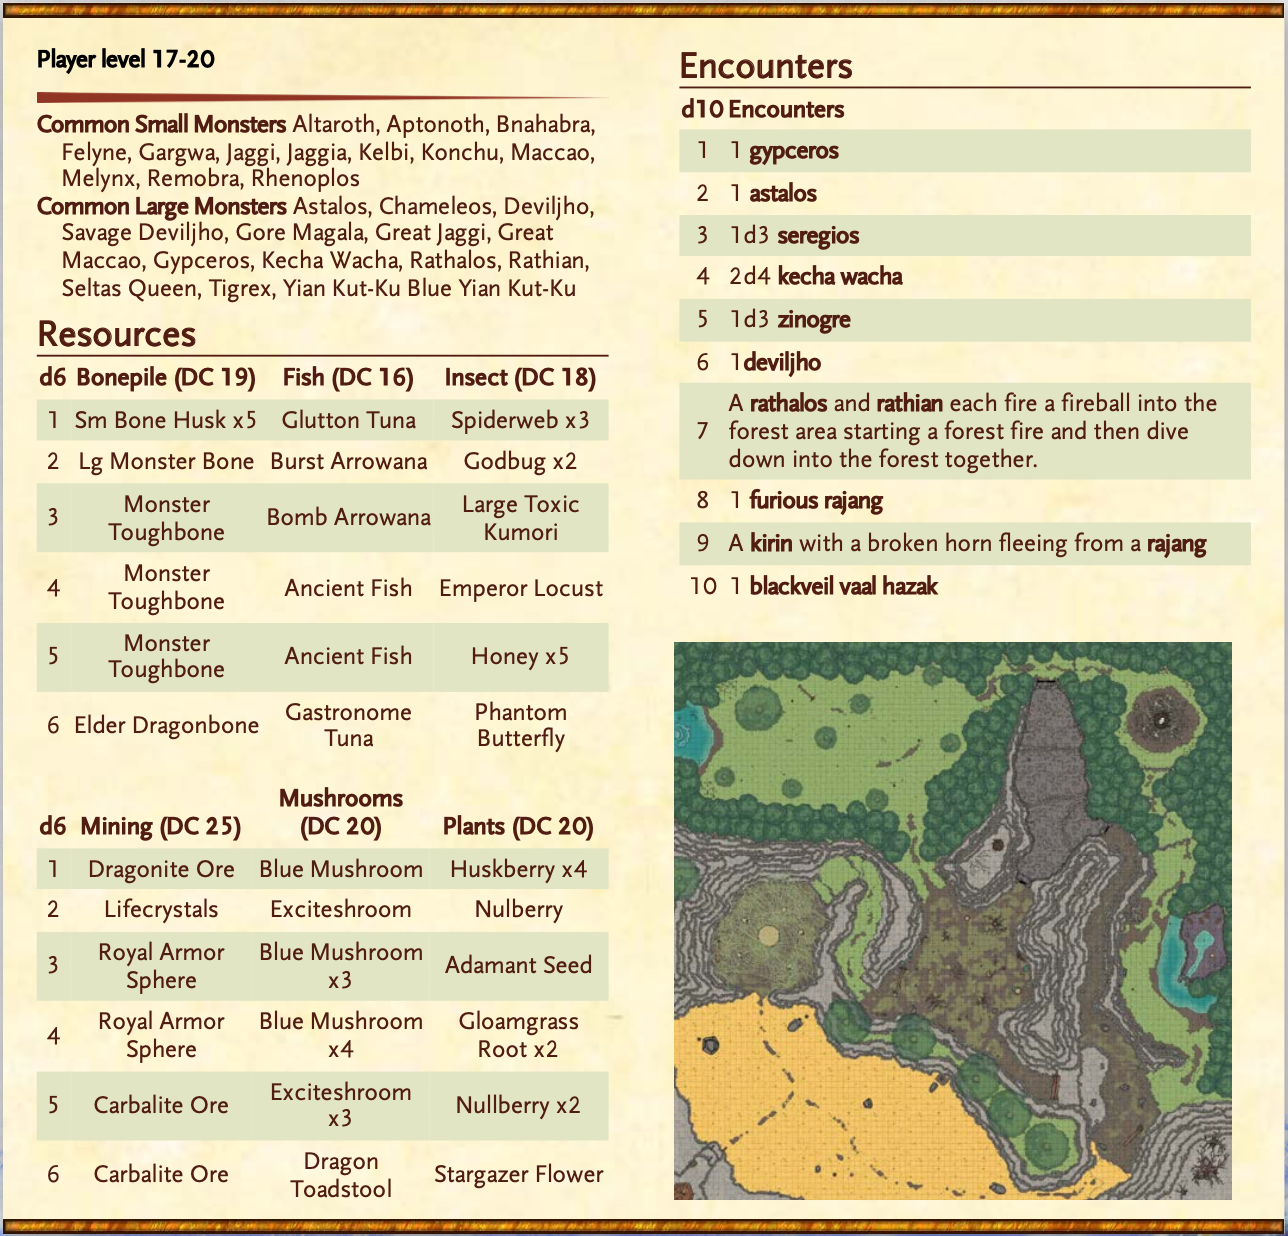 Player level 17-20
Common Small Monsters Altaroth, Aptonoth, Bnahabra,
Felyne, Gargwa, Jaggi, Jaggia, Kelbi, Konchu, Maccao,
Melynx, Remobra, Rhenoplos
Common Large Monsters Astalos, Chameleos, Deviljho,
Savage Deviljho, Gore Magala, Great Jaggi, Great
Maccao, Gypceros, Kecha Wacha, Rathalos, Rathian,
Seltas Queen, Tigrex, Yian Kut-Ku Blue Yian Kut-Ku
Resources
d6 Bonepile (DC 19) Fish (DC 16) Insect (DC 18)
1 Sm Bone Husk x5 Glutton Tuna Spiderweb x3
2 Lg Monster Bone Burst Arrowana Godbug x2
3 Monster Toughbone Bomb Arrowana Large Toxic Kumori
4 Monster Toughbone Ancient Fish Emperor Locust
5 Monster Toughbone Ancient Fish Honey x5
6 Elder Dragonbone Gastronome Tuna Phantom Butterfly
d6 Mining (DC 25) Mushrooms (DC 20) Plants (DC 20)
1 Dragonite Ore Blue Mushroom Huskberry x4
2 Lifecrystals Exciteshroom Nulberry
3 Royal Armor Sphere Blue Mushroom x3 Adamant Seed
4 Royal Armor Sphere Blue Mushroom x4 Gloamgrass Root x2
5 Carbalite Ore Exciteshroom x3 Nullberry x2
6 Carbalite Ore Dragon Toadstool Stargazer Flower
Encounters
d10 Encounters
1 1 gypceros
2 1 astalos
3 1d3 seregios
4 2d4 kecha wacha
5 1d3 zinogre
6 1deviljho
7 A rathalos and rathian each fire a fireball into the
forest area starting a forest fire and then dive
down into the forest together.
8 1 furious rajang
9 A kirin with a broken horn fleeing from a rajang
10 1 blackveil vaal hazak